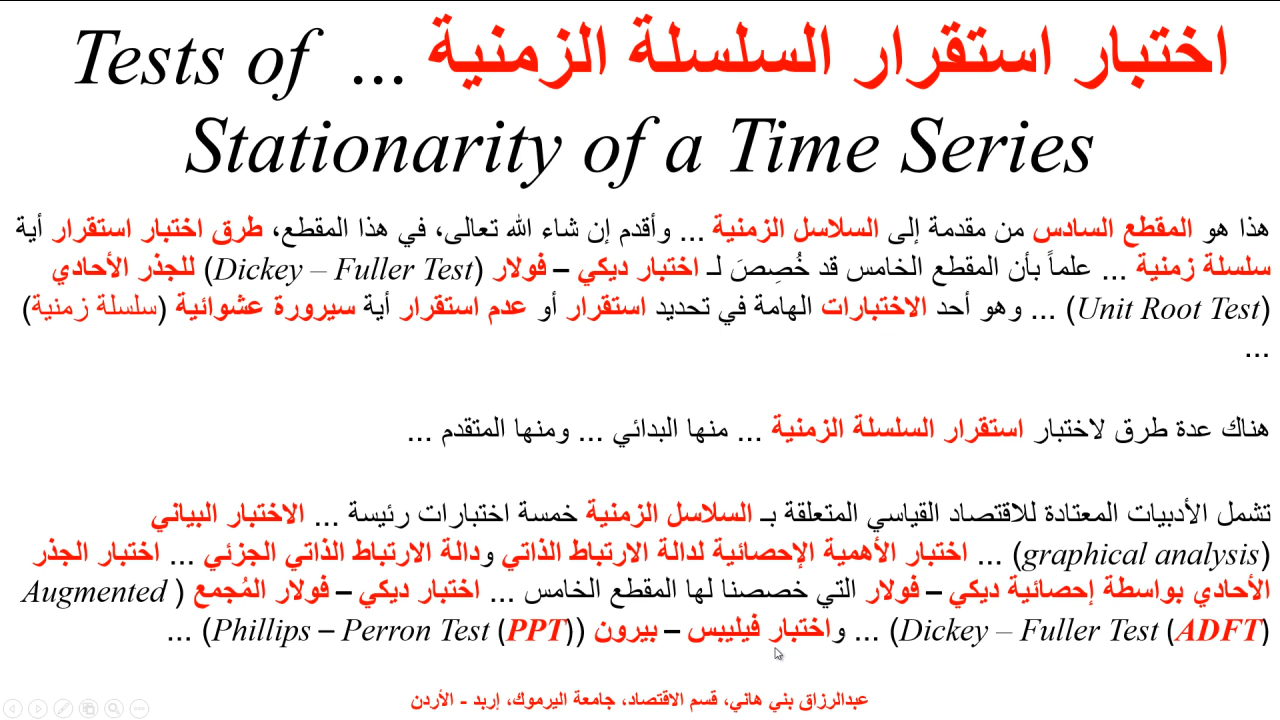 اختبار استقرار السلسلة الزمنية ... Tests of
Stationarity of a Time Series
هذا هو المقطع السادس من مقدمة إلى السلاسل الزمنية ... وأقدم إن شاء الله تعالى، في هذا المقطع، طرق اختبار استقرار أية
سلسلة زمنية ... علماً بأن المقطع الخامس قد خُصِصَ لـ اختبار ديكي – فولار (Dickey – Fuller Test) للجذر الأحادي
(Unit Root Test) ... وهو أحد الاختبارات الهامة في تحديد استقرار أو عدم استقرار أية سيرورة عشوائية (سلسلة زمنية)
...
هناك عدة طرق لاختبار استقرار السلسلة الزمنية ... منها البدائي ... ومنها المتقدم ...
تشمل الأدبيات المعتادة للاقتصاد القياسي المتعلقة بـ السلاسل الزمنية خمسة اختبارات رئيسة ... الاختبار البياني
(graphical analysis) ... اختبار الأهمية الإحصائية لدالة الارتباط الذاتي ودالة الارتباط الذاتي الجزئي ... اختبار الجذر
الأحادي بواسطة إحصائية ديكي – فولار التي خصصنا لها المقطع الخامس ... اختبار ديكي – فولار المُجمع (Augmented
Dickey – Fuller Test (ADFT)) ... واختبار فيليبس – بيرون (Phillips – Perron Test (PPT)) ...
عبدالرزاق بني هاني، قسم الاقتصاد، جامعة اليرموك، إربد - الأردن